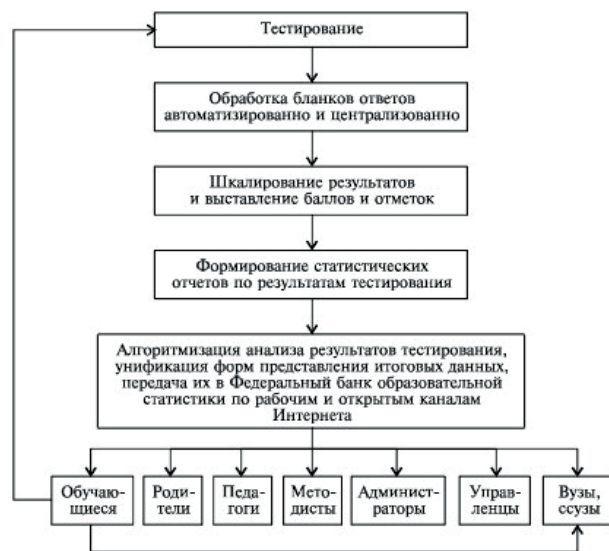 Тестирование
Обработка бланков ответов
автоматизированно и централизованно
Шкалирование результатов
и выставление баллов и отметок
Формирование статистических
отчетов по результатам тестирования
Алгоритмизация анализа результатов тестирования,
унификация форм представления итоговых данных,
передача их в Федеральный банк образовательной
статистики по рабочим и открытым каналам
Интернета
Обучаю-
щиеся
Роди-
тели
Педа-
гоги
Мето-
дисты
Админист-
раторы
Управ-
ленцы
Вузы,
ссузы